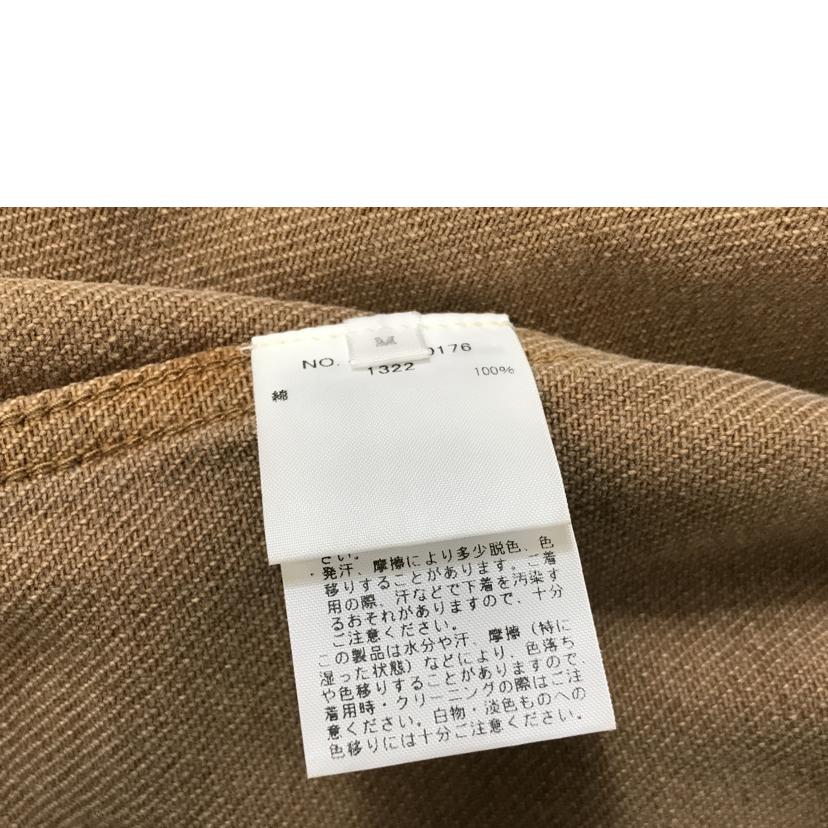 M
NO. 0176
1322
綿 100%
さい。
・発汗、摩擦により多少脱色、色
移りすることがあります。ご着
用の際、汗などで下着を汚染す
るおそれがありますので、十分
ご注意ください。
この製品は水分や汗、摩擦（特に
湿った状態）などにより、色落ち
や色移りすることがありますので、
着用時・クリーニングの際はご注
意ください。白物・淡色ものへの
色移りには十分ご注意ください。